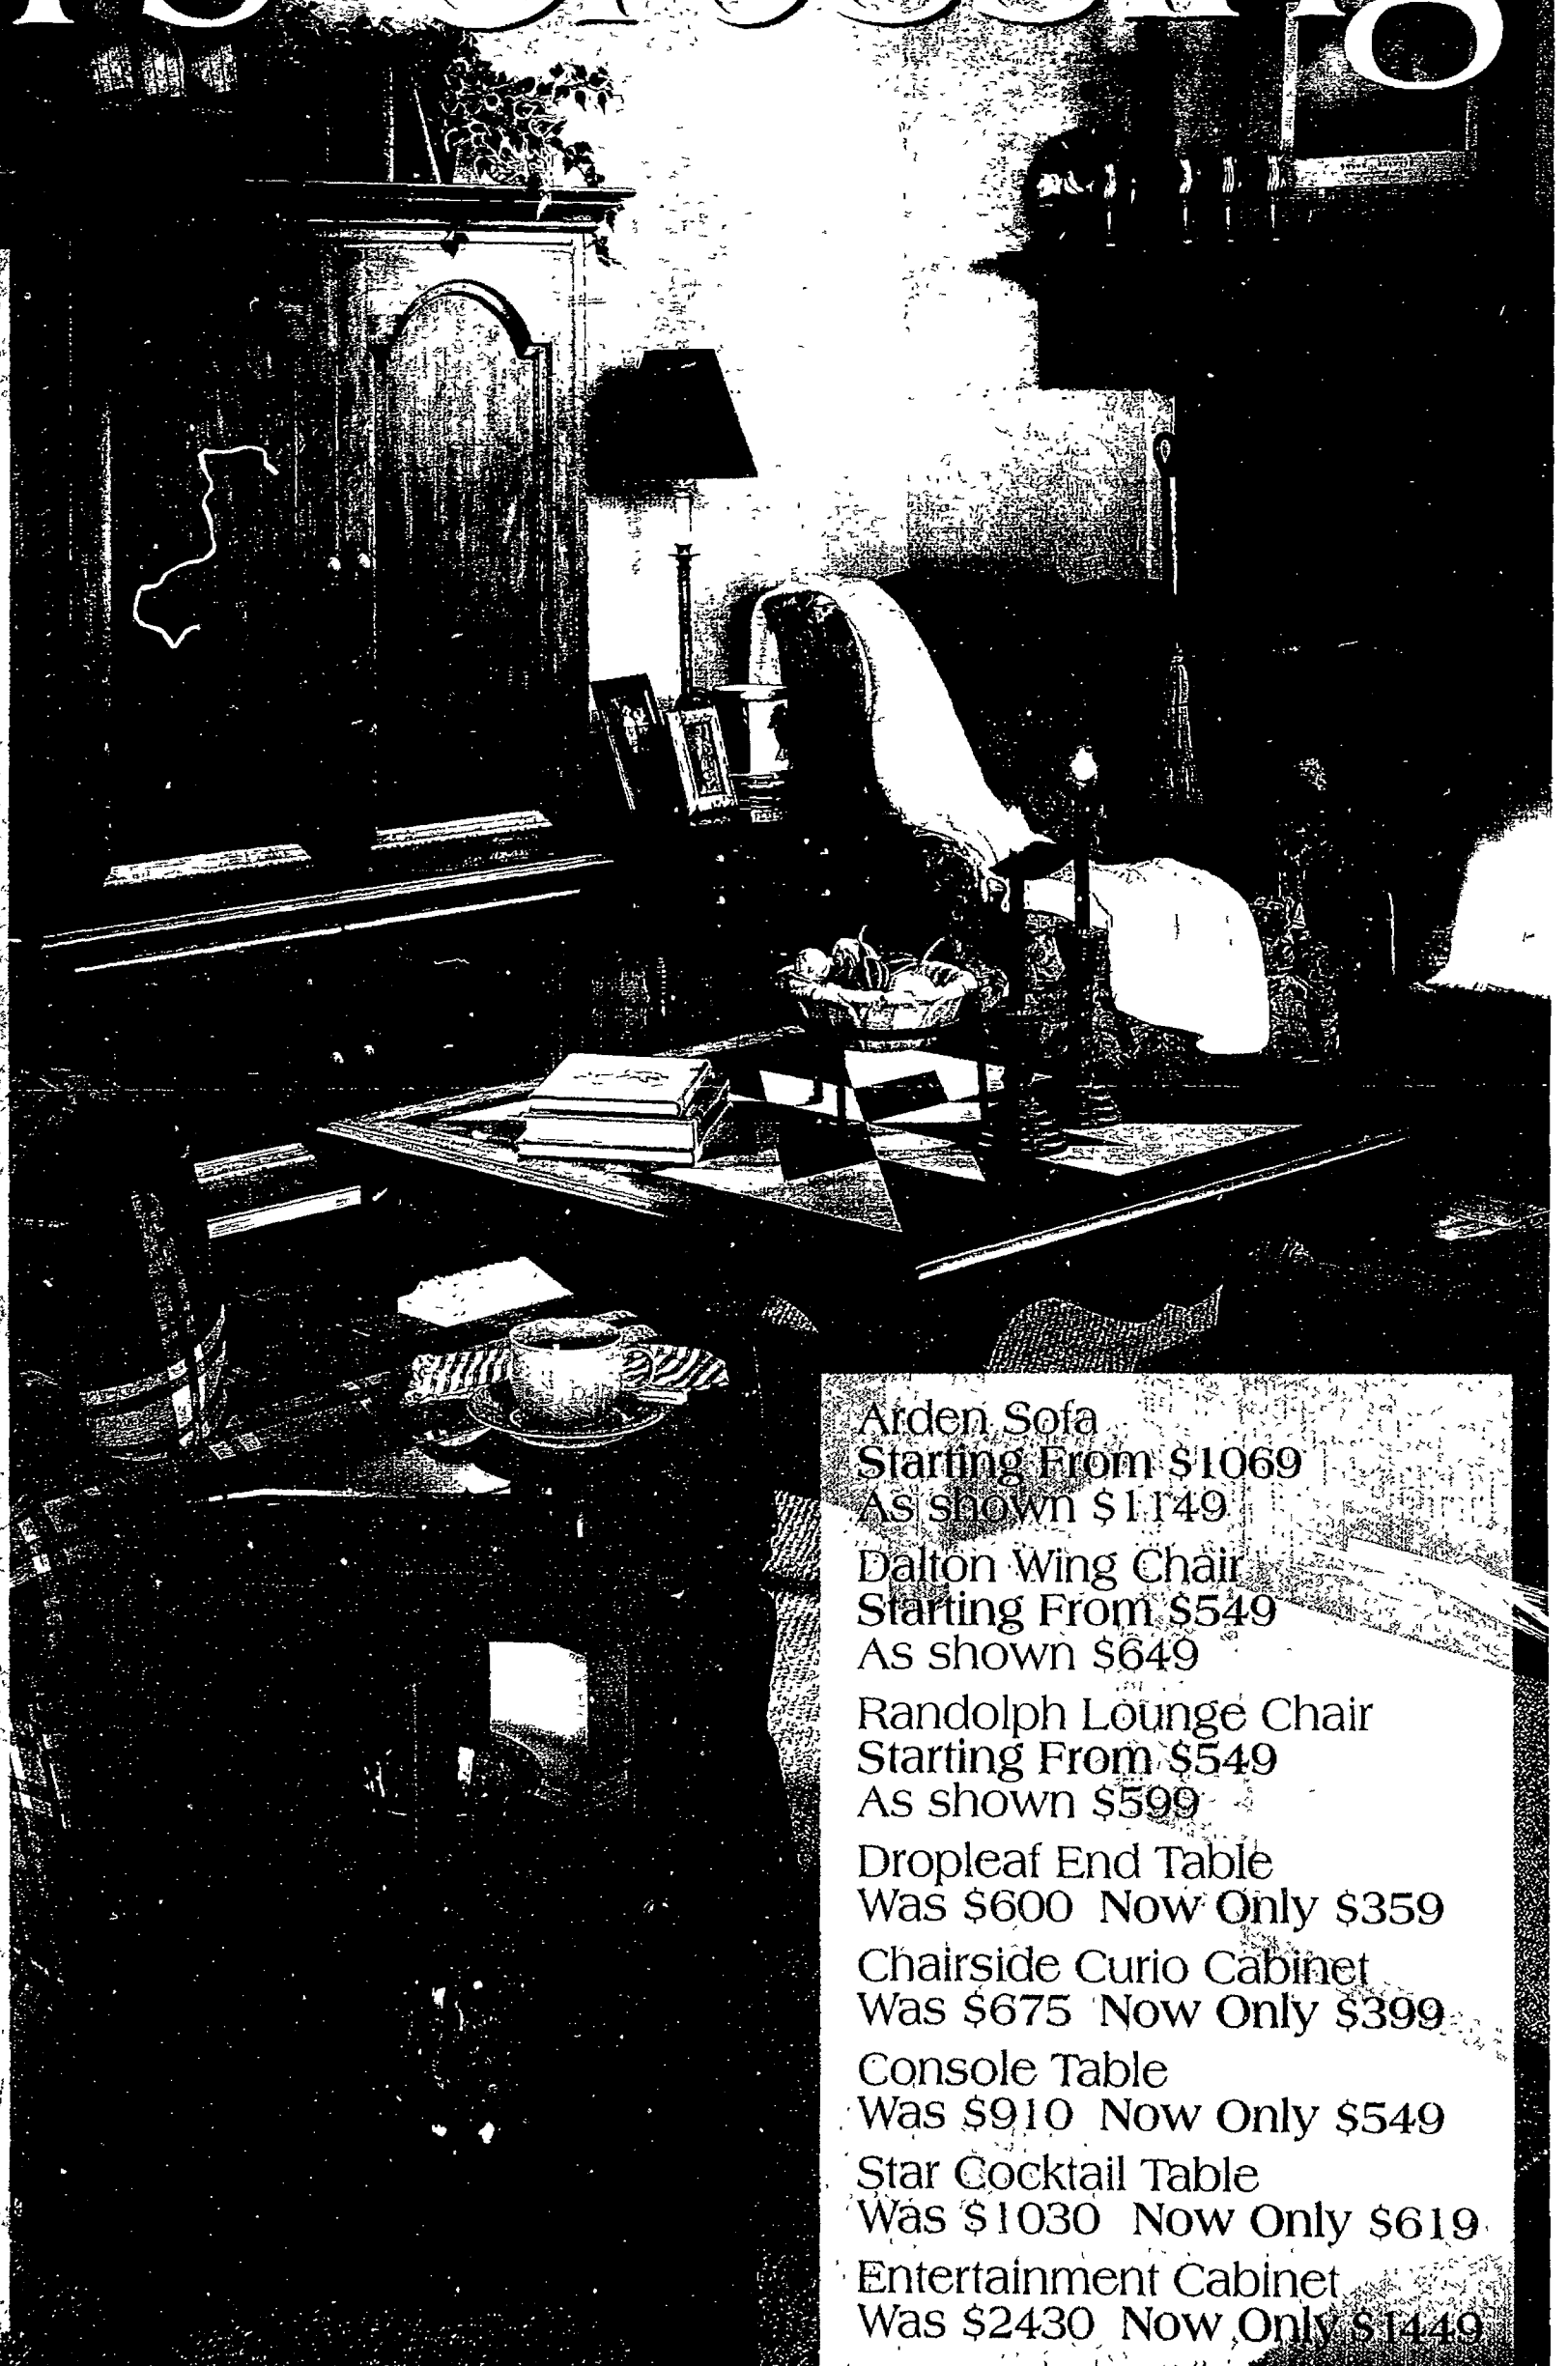 Arden Sofa
Starting From $1069
As shown $1149
Dalton Wing Chair
Starting From $549
As shown $649
Randolph Lounge Chair
Starting From $549
As shown $599
Dropleaf End Table
Was $600 Now Only $359
Chairside Curio Cabinet
Was $675 Now Only $399
Console Table
Was $910 Now Only $549
Star Cocktail Table
Was $1030 Now Only $619
Entertainment Cabinet
Was $2430 Now Only $1449